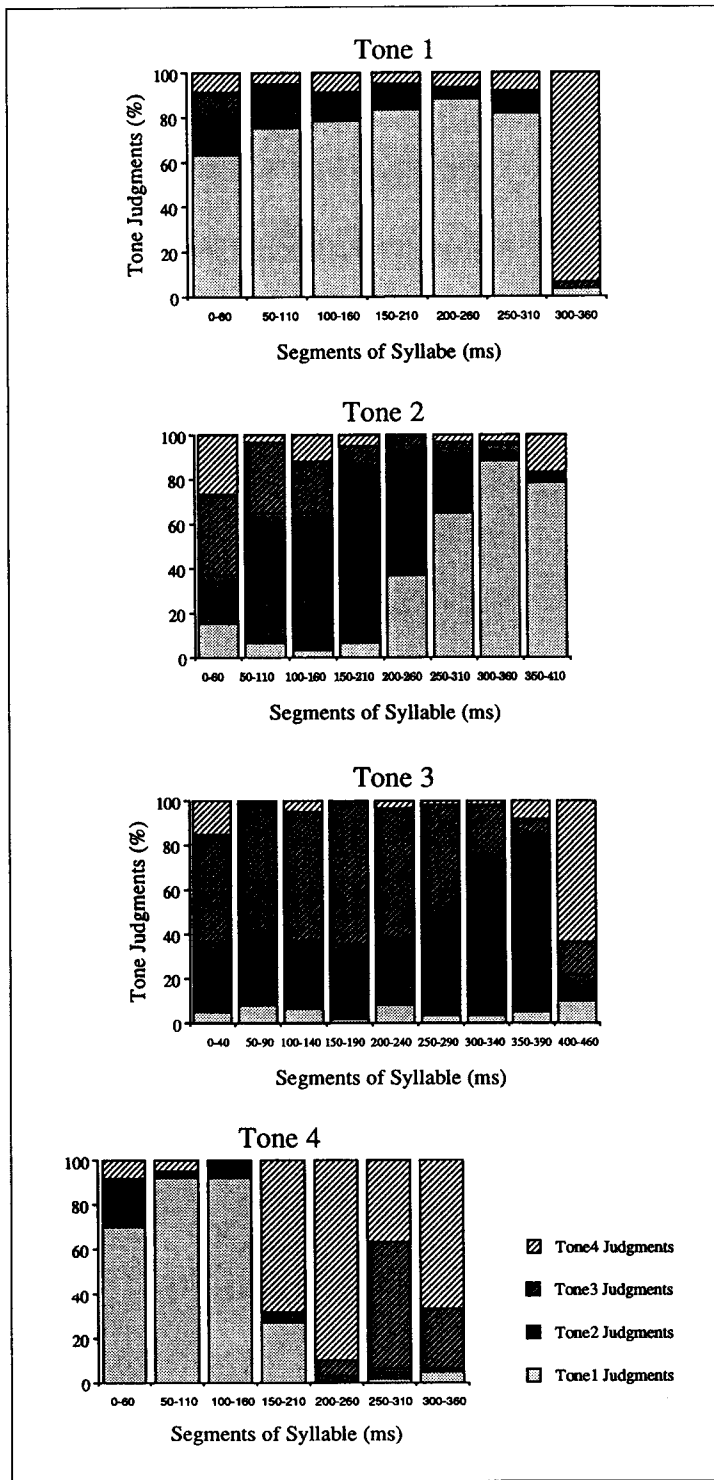 Tone 1
Tone Judgments (%)
100
80
60
40
20
0
0-60 50-110 100-160 150-210 200-260 250-310 300-360
Segments of Syllabe (ms)
Tone 2
100
80
60
40
20
0
0-60 50-110 100-160 150-210 200-260 250-310 300-360 350-410
Segments of Syllable (ms)
Tone 3
Tone Judgments (%)
100
80
60
40
20
0
0-40 50-90 100-140 150-190 200-240 250-290 300-340 350-390 400-460
Segments of Syllable (ms)
Tone 4
100
80
60
40
20
0
0-60 50-110 100-160 150-210 200-260 250-310 300-360
Segments of Syllable (ms)
Tone4 Judgments
Tone3 Judgments
Tone2 Judgments
Tone1 Judgments